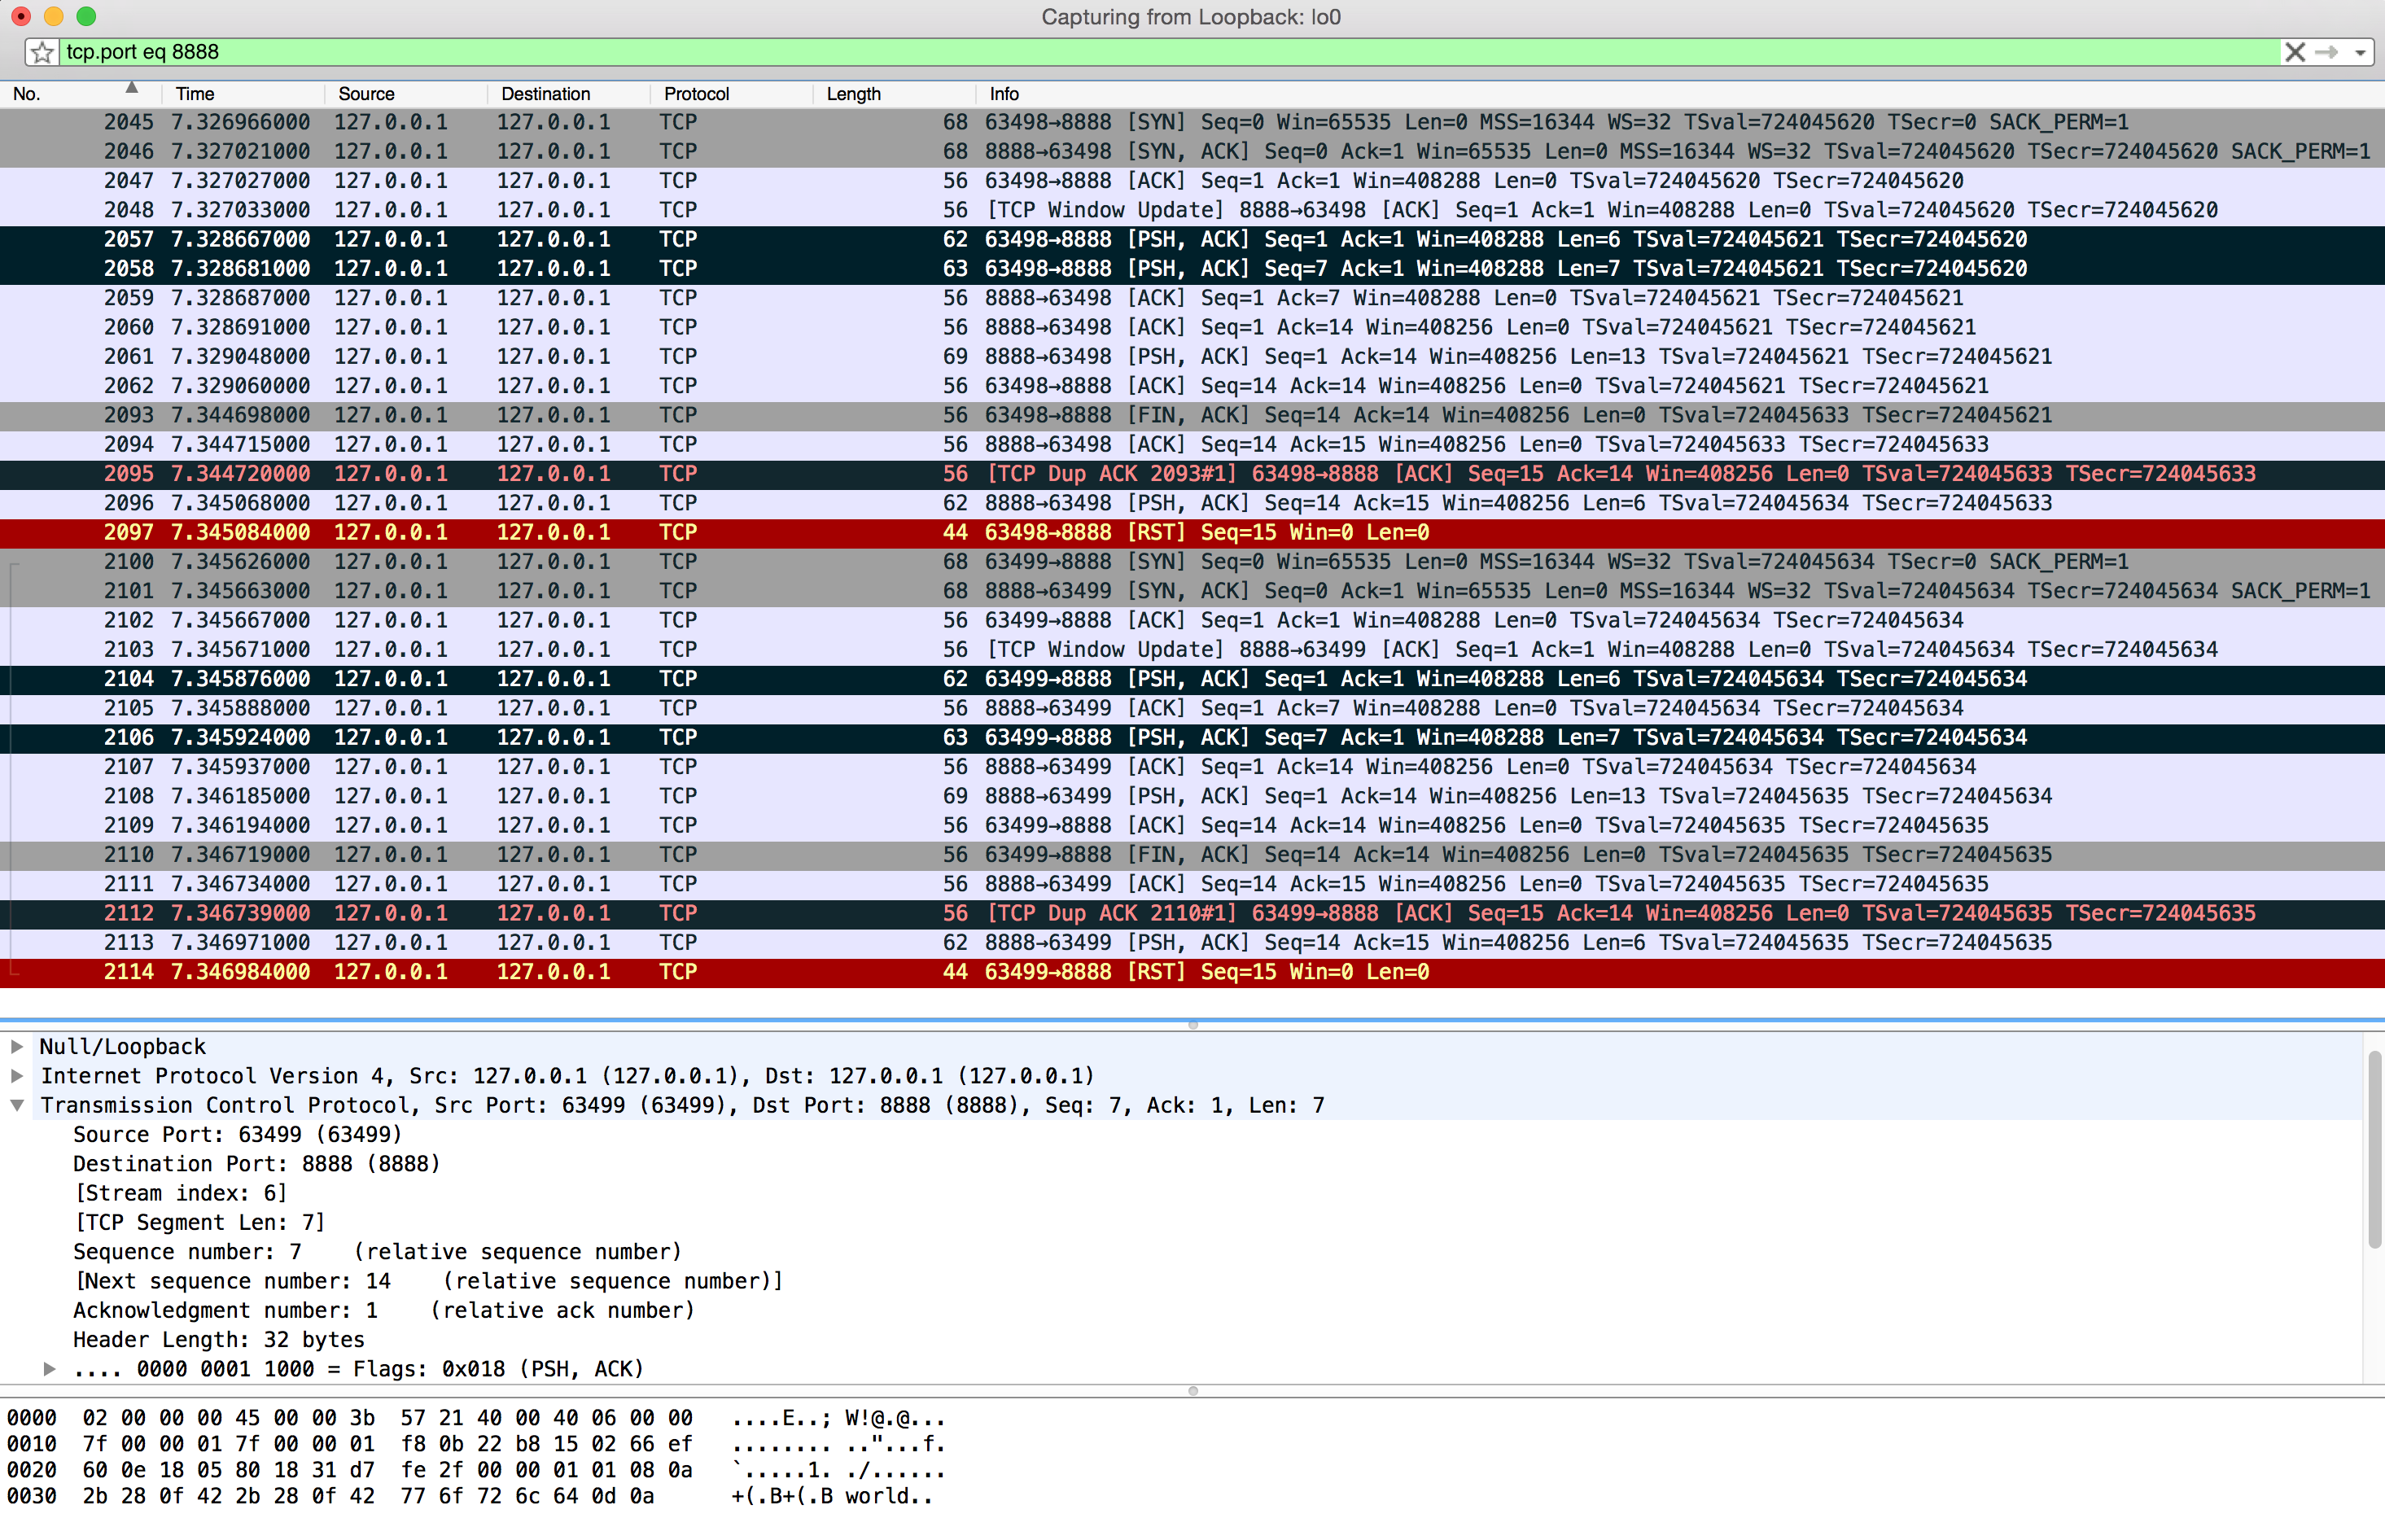 Capturing from Loopback: lo0
tcp.port eq 8888
No. Time Source Destination Protocol Length Info
2045 7.326966000 127.0.0.1 127.0.0.1 TCP 68 63498→8888 [SYN] Seq=0 Win=65535 Len=0 MSS=16344 WS=32 TSval=724045620 TSecr=0 SACK_PERM=1
2046 7.327021000 127.0.0.1 127.0.0.1 TCP 68 8888→63498 [SYN, ACK] Seq=0 Ack=1 Win=65535 Len=0 MSS=16344 WS=32 TSval=724045620 TSecr=724045620 SACK_PERM=1
2047 7.327027000 127.0.0.1 127.0.0.1 TCP 56 63498→8888 [ACK] Seq=1 Ack=1 Win=408288 Len=0 TSval=724045620 TSecr=724045620
2048 7.327033000 127.0.0.1 127.0.0.1 TCP 56 [TCP Window Update] 8888→63498 [ACK] Seq=1 Ack=1 Win=408288 Len=0 TSval=724045620 TSecr=724045620
2057 7.328667000 127.0.0.1 127.0.0.1 TCP 62 63498→8888 [PSH, ACK] Seq=1 Ack=1 Win=408288 Len=6 TSval=724045621 TSecr=724045620
2058 7.328681000 127.0.0.1 127.0.0.1 TCP 63 63498→8888 [PSH, ACK] Seq=7 Ack=1 Win=408288 Len=7 TSval=724045621 TSecr=724045620
2059 7.328687000 127.0.0.1 127.0.0.1 TCP 56 8888→63498 [ACK] Seq=1 Ack=7 Win=408288 Len=0 TSval=724045621 TSecr=724045621
2060 7.328691000 127.0.0.1 127.0.0.1 TCP 56 8888→63498 [ACK] Seq=1 Ack=14 Win=408256 Len=0 TSval=724045621 TSecr=724045621
2061 7.329048000 127.0.0.1 127.0.0.1 TCP 69 8888→63498 [PSH, ACK] Seq=1 Ack=14 Win=408256 Len=13 TSval=724045621 TSecr=724045621
2062 7.329060000 127.0.0.1 127.0.0.1 TCP 56 63498→8888 [ACK] Seq=14 Ack=14 Win=408256 Len=0 TSval=724045621 TSecr=724045621
2093 7.344698000 127.0.0.1 127.0.0.1 TCP 56 63498→8888 [FIN, ACK] Seq=14 Ack=14 Win=408256 Len=0 TSval=724045633 TSecr=724045621
2094 7.344715000 127.0.0.1 127.0.0.1 TCP 56 8888→63498 [ACK] Seq=14 Ack=15 Win=408256 Len=0 TSval=724045633 TSecr=724045633
2095 7.344720000 127.0.0.1 127.0.0.1 TCP 56 [TCP Dup ACK 2093#1] 63498→8888 [ACK] Seq=15 Ack=14 Win=408256 Len=0 TSval=724045633 TSecr=724045633
2096 7.345068000 127.0.0.1 127.0.0.1 TCP 62 8888→63498 [PSH, ACK] Seq=14 Ack=15 Win=408256 Len=6 TSval=724045634 TSecr=724045633
2097 7.345084000 127.0.0.1 127.0.0.1 TCP 44 63498→8888 [RST] Seq=15 Win=0 Len=0
2100 7.345626000 127.0.0.1 127.0.0.1 TCP 68 63499→8888 [SYN] Seq=0 Win=65535 Len=0 MSS=16344 WS=32 TSval=724045634 TSecr=0 SACK_PERM=1
2101 7.345663000 127.0.0.1 127.0.0.1 TCP 68 8888→63499 [SYN, ACK] Seq=0 Ack=1 Win=65535 Len=0 MSS=16344 WS=32 TSval=724045634 TSecr=724045634 SACK_PERM=1
2102 7.345667000 127.0.0.1 127.0.0.1 TCP 56 63499→8888 [ACK] Seq=1 Ack=1 Win=408288 Len=0 TSval=724045634 TSecr=724045634
2103 7.345671000 127.0.0.1 127.0.0.1 TCP 56 [TCP Window Update] 8888→63499 [ACK] Seq=1 Ack=1 Win=408288 Len=0 TSval=724045634 TSecr=724045634
2104 7.345876000 127.0.0.1 127.0.0.1 TCP 62 63499→8888 [PSH, ACK] Seq=1 Ack=1 Win=408288 Len=6 TSval=724045634 TSecr=724045634
2105 7.345888000 127.0.0.1 127.0.0.1 TCP 56 8888→63499 [ACK] Seq=1 Ack=7 Win=408288 Len=0 TSval=724045634 TSecr=724045634
2106 7.345924000 127.0.0.1 127.0.0.1 TCP 63 63499→8888 [PSH, ACK] Seq=7 Ack=1 Win=408288 Len=7 TSval=724045634 TSecr=724045634
2107 7.345937000 127.0.0.1 127.0.0.1 TCP 56 8888→63499 [ACK] Seq=1 Ack=14 Win=408256 Len=0 TSval=724045634 TSecr=724045634
2108 7.346185000 127.0.0.1 127.0.0.1 TCP 69 8888→63499 [PSH, ACK] Seq=1 Ack=14 Win=408256 Len=13 TSval=724045635 TSecr=724045634
2109 7.346194000 127.0.0.1 127.0.0.1 TCP 56 63499→8888 [ACK] Seq=14 Ack=14 Win=408256 Len=0 TSval=724045635 TSecr=724045635
2110 7.346719000 127.0.0.1 127.0.0.1 TCP 56 63499→8888 [FIN, ACK] Seq=14 Ack=14 Win=408256 Len=0 TSval=724045635 TSecr=724045635
2111 7.346734000 127.0.0.1 127.0.0.1 TCP 56 8888→63499 [ACK] Seq=14 Ack=15 Win=408256 Len=0 TSval=724045635 TSecr=724045635
2112 7.346739000 127.0.0.1 127.0.0.1 TCP 56 [TCP Dup ACK 2110#1] 63499→8888 [ACK] Seq=15 Ack=14 Win=408256 Len=0 TSval=724045635 TSecr=724045635
2113 7.346971000 127.0.0.1 127.0.0.1 TCP 62 8888→63499 [PSH, ACK] Seq=14 Ack=15 Win=408256 Len=6 TSval=724045635 TSecr=724045635
2114 7.346984000 127.0.0.1 127.0.0.1 TCP 44 63499→8888 [RST] Seq=15 Win=0 Len=0
Null/Loopback
Internet Protocol Version 4, Src: 127.0.0.1 (127.0.0.1), Dst: 127.0.0.1 (127.0.0.1)
Transmission Control Protocol, Src Port: 63499 (63499), Dst Port: 8888 (8888), Seq: 7, Ack: 1, Len: 7
Source Port: 63499 (63499)
Destination Port: 8888 (8888)
[Stream index: 6]
[TCP Segment Len: 7]
Sequence number: 7 (relative sequence number)
[Next sequence number: 14 (relative sequence number)]
Acknowledgment number: 1 (relative ack number)
Header Length: 32 bytes
.... 0000 0001 1000 = Flags: 0x018 (PSH, ACK)
0000 02 00 00 00 45 00 00 3b 57 21 40 00 40 06 00 00 ....E..; W!@.@...
0010 7f 00 00 01 7f 00 00 01 f8 0b 22 b8 15 02 66 ef ........ .."...f.
0020 60 0e 18 05 80 18 31 d7 fe 2f 00 00 01 01 08 0a `.....1. ./......
0030 2b 28 0f 42 2b 28 0f 42 77 6f 72 6c 64 0d 0a +(.B+(.B world..